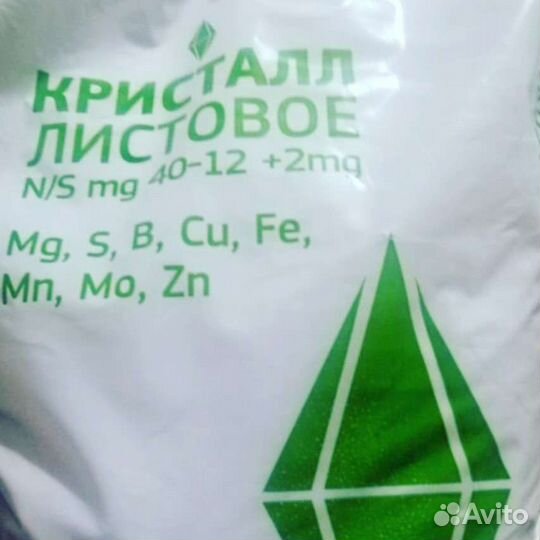 КРИСТАЛЛ
ЛИСТОВОЕ
N/S mg 40-12 +2mg
Mg, S, B, Cu, Fe,
Mn, Mo, Zn
Avito